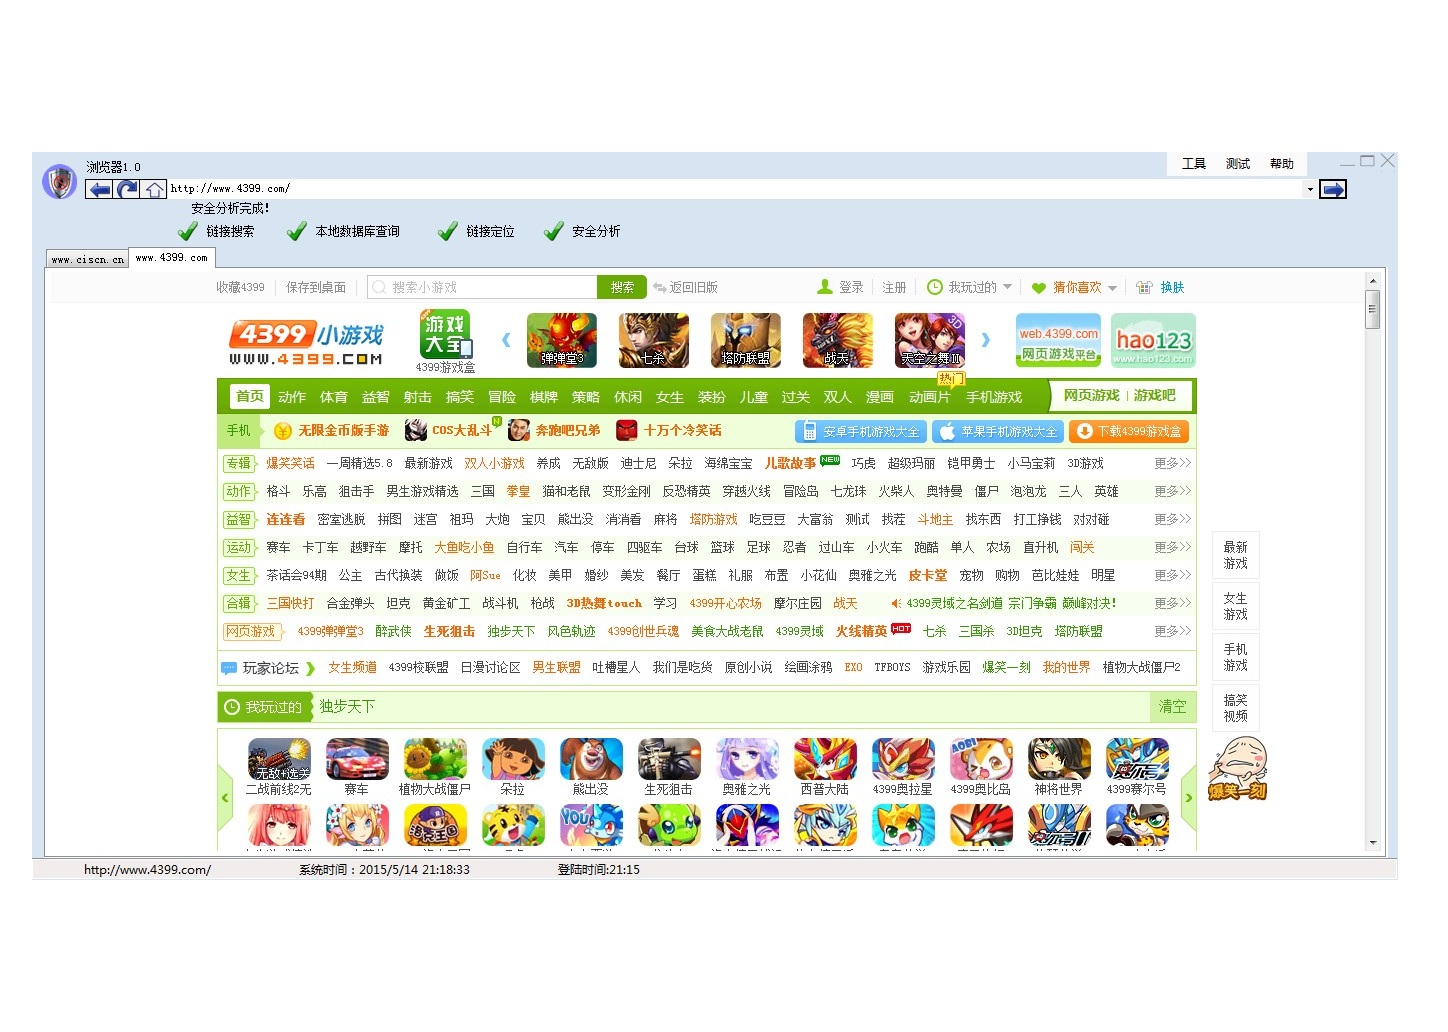 浏览器1.0
工具 测试 帮助
http://www.4399.com/
安全分析完成!
链接搜索 本地数据库查询 链接定位 安全分析
www.ciscn.cn www.4399.com
收藏4399 保存到桌面 搜索小游戏 搜索 返回旧版 登录 注册 我玩过的 猜你喜欢 换肤
4399小游戏
www.4399.com
游戏大全
4399游戏盒
弹弹堂3 七杀 塔防联盟 战天 天空之舞II
web.4399.com
网页游戏平台
hao123
www.hao123.com
热门
首页 动作 体育 益智 射击 搞笑 冒险 棋牌 策略 休闲 女生 装扮 儿童 过关 双人 漫画 动画片 手机游戏 网页游戏 游戏吧
手机 无限金币版手游 COS大乱斗 N 奔跑吧兄弟 十万个冷笑话 安卓手机游戏大全 苹果手机游戏大全 下载4399游戏盒
专辑 爆笑笑话 一周精选5.8 最新游戏 双人小游戏 养成 无敌版 迪士尼 朵拉 海绵宝宝 儿歌故事 NEW 巧虎 超级玛丽 铠甲勇士 小马宝莉 3D游戏 更多>>
动作 格斗 乐高 狙击手 男生游戏精选 三国 拳皇 猫和老鼠 变形金刚 反恐精英 穿越火线 冒险岛 七龙珠 火柴人 奥特曼 僵尸 泡泡龙 三人 英雄 更多>>
益智 连连看 密室逃脱 拼图 迷宫 祖玛 大炮 宝贝 熊出没 消消看 麻将 塔防游戏 吃豆豆 大富翁 测试 找茬 斗地主 找东西 打工挣钱 对对碰 更多>>
运动 赛车 卡丁车 越野车 摩托 大鱼吃小鱼 自行车 汽车 停车 四驱车 台球 篮球 足球 忍者 过山车 小火车 跑酷 单人 农场 直升机 闯关 更多>>
女生 茶话会94期 公主 古代换装 做饭 阿Sue 化妆 美甲 婚纱 美发 餐厅 蛋糕 礼服 布置 小花仙 奥雅之光 皮卡堂 宠物 购物 芭比娃娃 明星 更多>>
合辑 三国快打 合金弹头 坦克 黄金矿工 战斗机 枪战 3D热舞touch 学习 4399开心农场 摩尔庄园 战天 4399灵域之名剑道 宗门争霸 巅峰对决! 更多>>
网页游戏 4399弹弹堂3 醉武侠 生死狙击 独步天下 风色轨迹 4399创世兵魂 美食大战老鼠 4399灵域 火线精英 HOT 七杀 三国杀 3D坦克 塔防联盟 更多>>
玩家论坛 女生频道 4399校联盟 日漫讨论区 男生联盟 吐槽星人 我们是吃货 原创小说 绘画涂鸦 EXO TFBOYS 游戏乐园 爆笑一刻 我的世界 植物大战僵尸2
我玩过的 独步天下 清空
无敌+选关
二战前线2无 赛车 植物大战僵尸 朵拉 熊出没 生死狙击 奥雅之光 西普大陆 4399奥拉星 4399奥比岛 神将世界 4399赛尔号
最新游戏
女生游戏
手机游戏
搞笑视频
爆笑一刻
http://www.4399.com/ 系统时间：2015/5/14 21:18:33 登陆时间:21:15